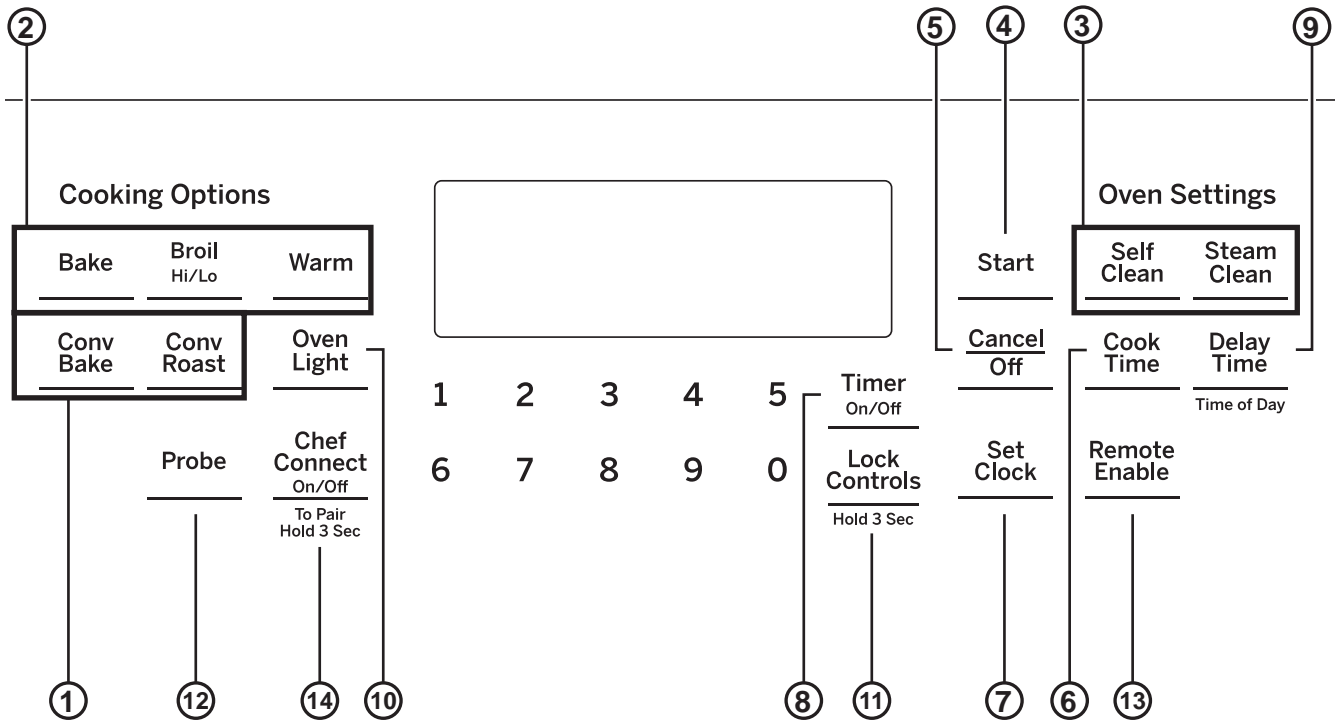 2
5
4
3
9
Cooking Options
Oven Settings
Bake
Broil
Hi/Lo
Warm
Start
Self
Clean
Steam
Clean
Conv
Bake
Conv
Roast
Oven
Light
Cancel
Off
Cook
Time
Delay
Time
Time of Day
1 2 3 4 5
Timer
On/Off
Probe
Chef
Connect
On/Off
To Pair
Hold 3 Sec
6 7 8 9 0
Lock
Controls
Hold 3 Sec
Set
Clock
Remote
Enable
1
12
14
10
8
11
7
6
13